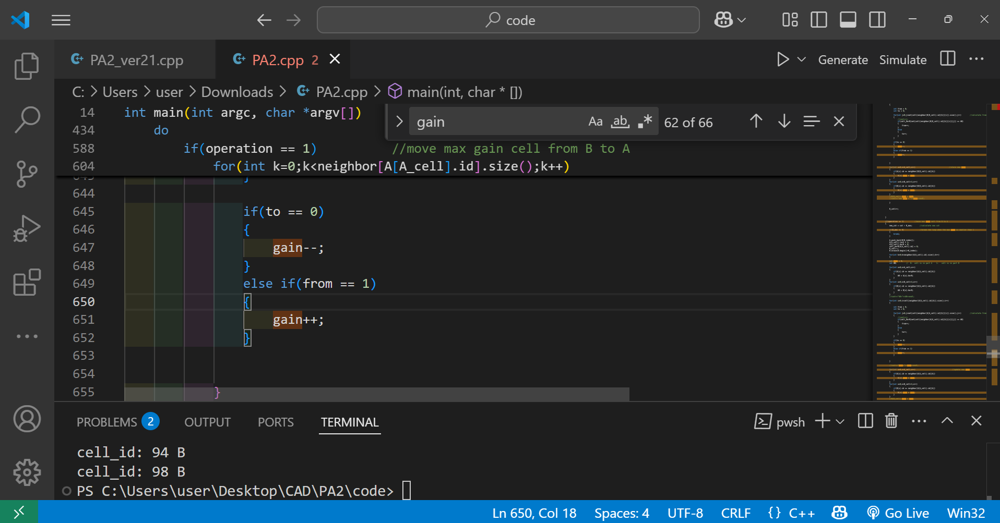 code
PA2_ver21.cpp
PA2.cpp 2
Generate Simulate
C: > Users > user > Downloads > PA2.cpp > main(int, char * [])
14 int main(int argc, char *argv[])
434 do
588 if(operation == 1) //move max gain cell from B to A
604 for(int k=0;k<neighbor[A[A_cell].id].size();k++)
gain Aa ab .* 62 of 66
643 }
644
645 if(to == 0)
646 {
647 gain--;
648 }
649 else if(from == 1)
650 {
651 gain++;
652 }
653
654
655 }
PROBLEMS 2 OUTPUT PORTS TERMINAL
pwsh
cell_id: 94 B
cell_id: 98 B
PS C:\Users\user\Desktop\CAD\PA2\code>
Ln 650, Col 18 Spaces: 4 UTF-8 CRLF {} C++ Go Live Win32